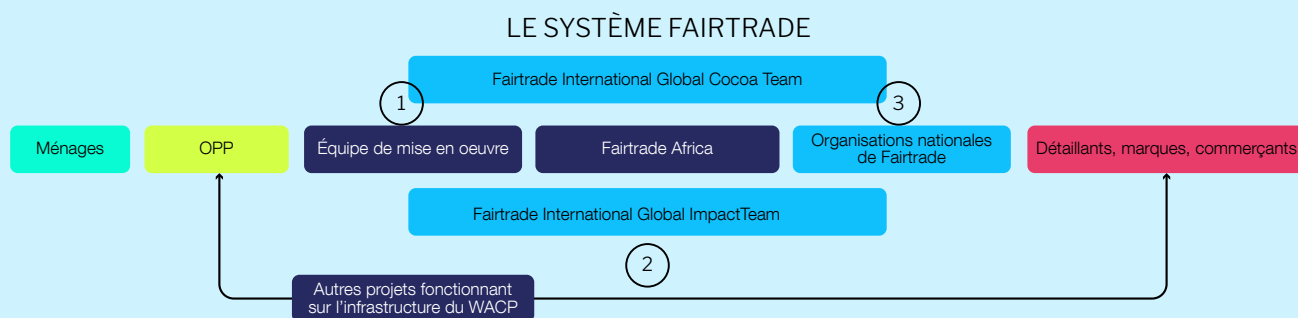 LE SYSTÈME FAIRTRADE
Fairtrade International Global Cocoa Team
1
3
Ménages
OPP
Équipe de mise en oeuvre
Fairtrade Africa
Organisations nationales
de Fairtrade
Détaillants, marques, commerçants
Fairtrade International Global ImpactTeam
2
Autres projets fonctionnant
sur l'infrastructure du WACP